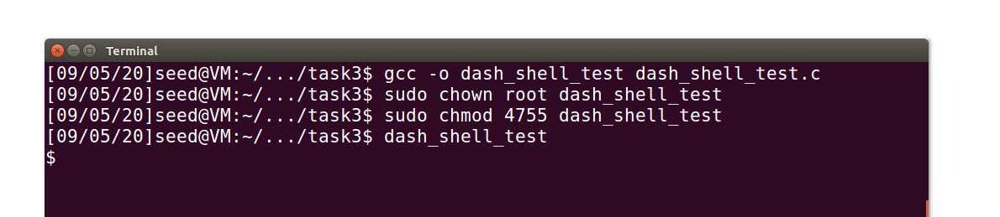 Terminal
[09/05/20]seed@VM:~/.../task3$ gcc -o dash_shell_test dash_shell_test.c
[09/05/20]seed@VM:~/.../task3$ sudo chown root dash_shell_test
[09/05/20]seed@VM:~/.../task3$ sudo chmod 4755 dash_shell_test
[09/05/20]seed@VM:~/.../task3$ dash_shell_test
$